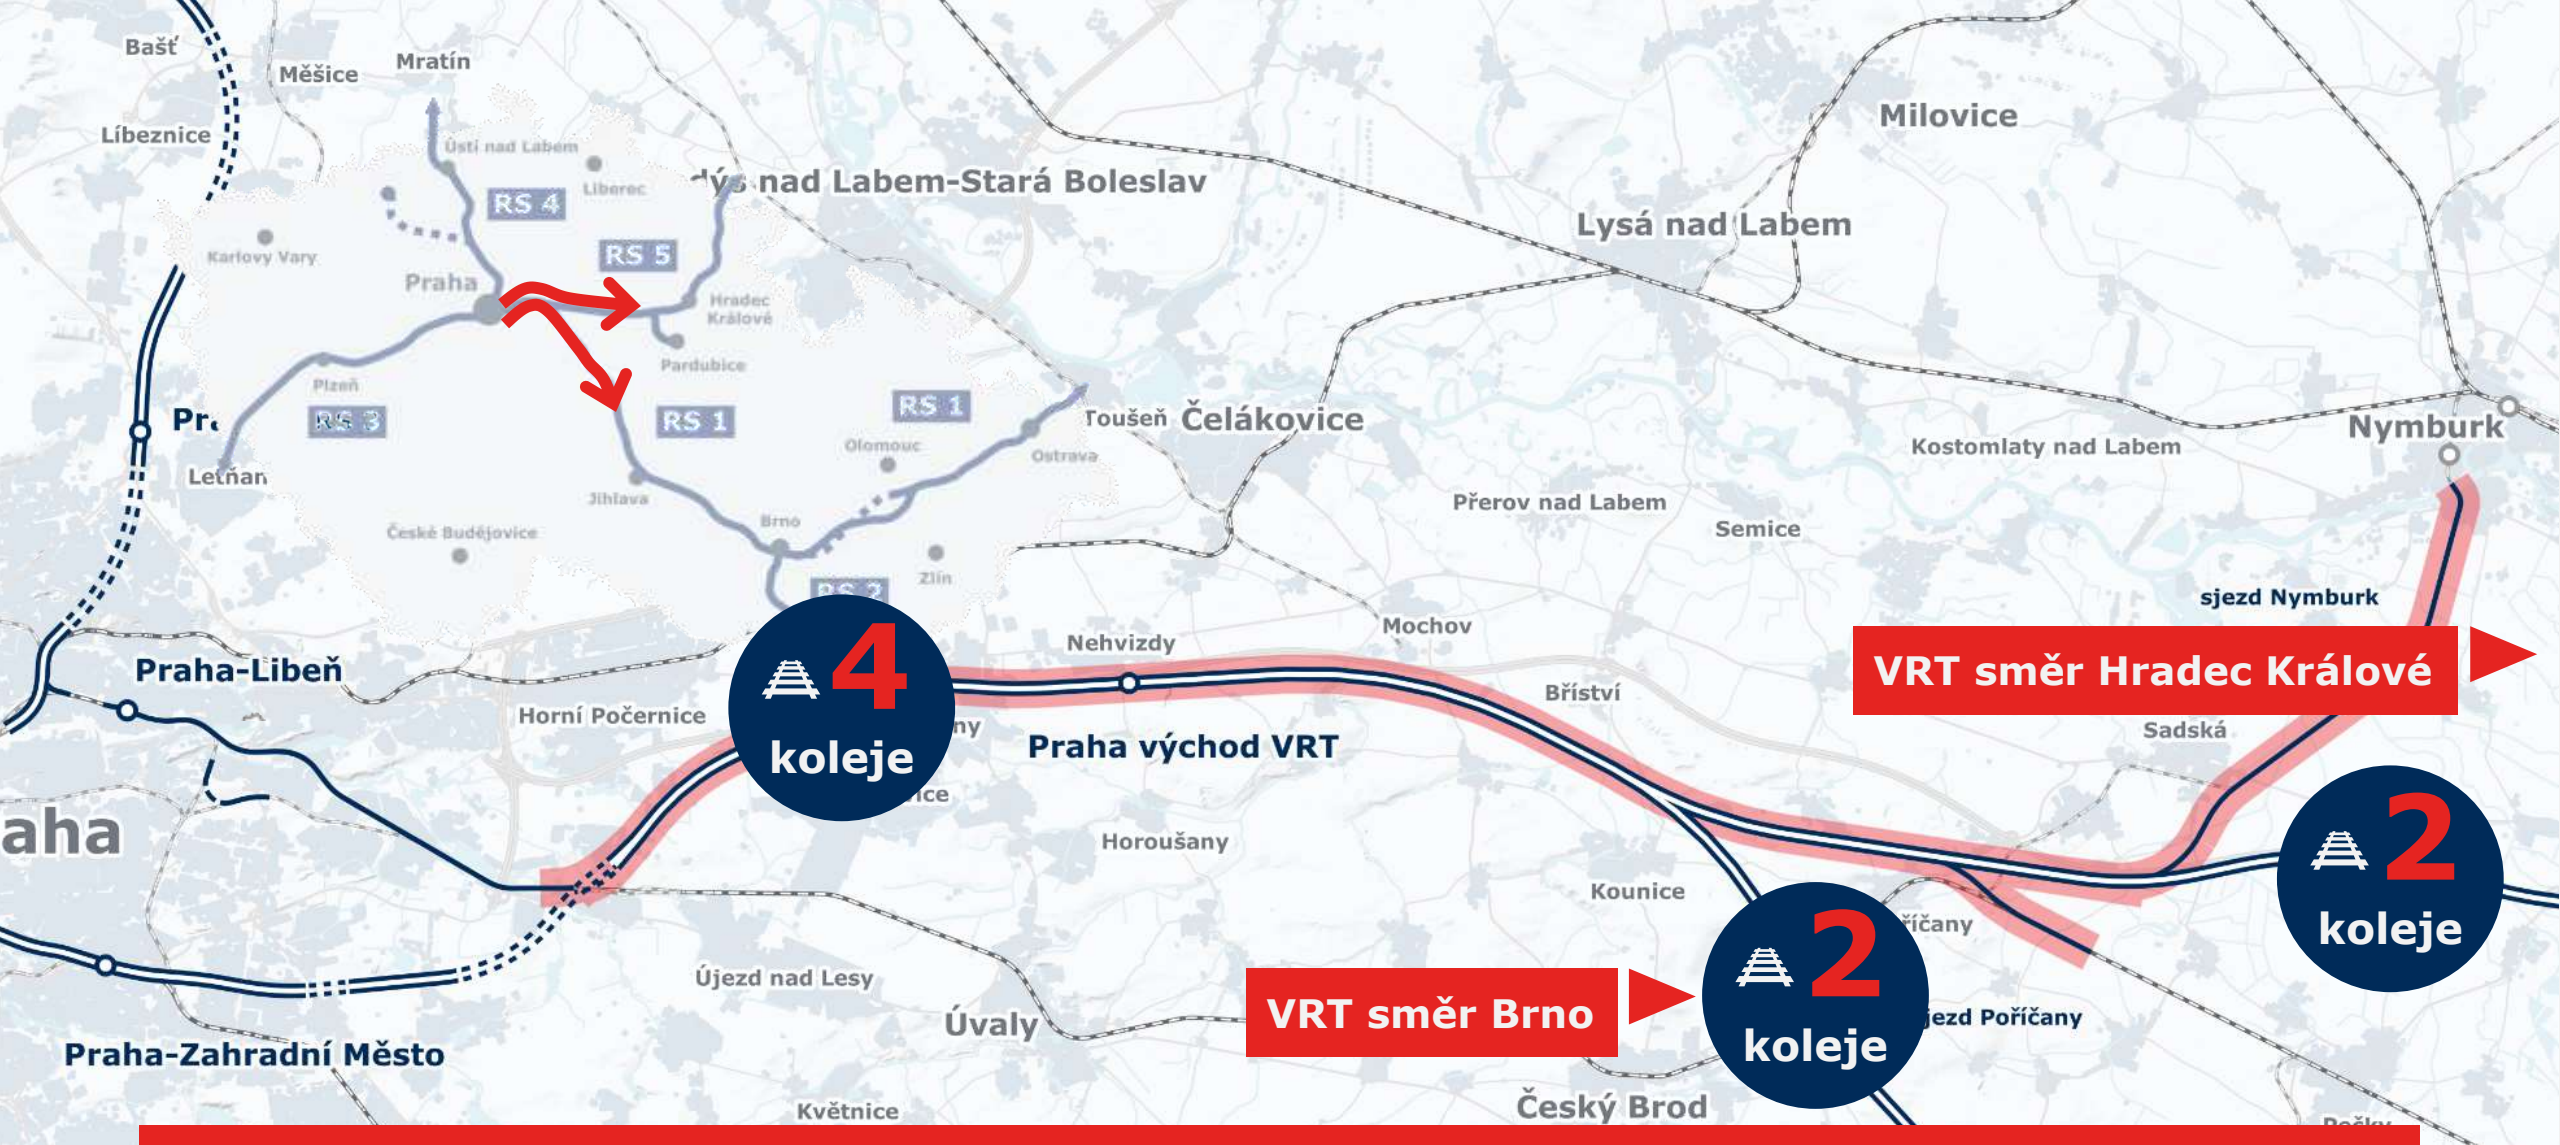 Bašť
Měšice
Mratín
Líbeznice
Milovice
Ústí nad Labem
Liberec
RS 4
nad Labem-Stará Boleslav
Lysá nad Labem
Karlovy Vary
RS 5
Praha
Hradec
Králové
Pardubice
Plzeň
RS 3
RS 1
RS 1
Toušeň
Čelákovice
Nymburk
Olomouc
Ostrava
Kostomlaty nad Labem
Letňan
Jihlava
Přerov nad Labem
Brno
Semice
České Budějovice
Zlín
RS 2
sjezd Nymburk
4
koleje
Nehvizdy
Mochov
Praha-Libeň
VRT směr Hradec Králové
Bříství
Horní Počernice
Sadská
Praha východ VRT
aha
Horoušany
2
koleje
Kounice
2
koleje
Újezd nad Lesy
VRT směr Brno
Úvaly
jezd Poříčany
Praha-Zahradní Město
Květnice
Český Brod